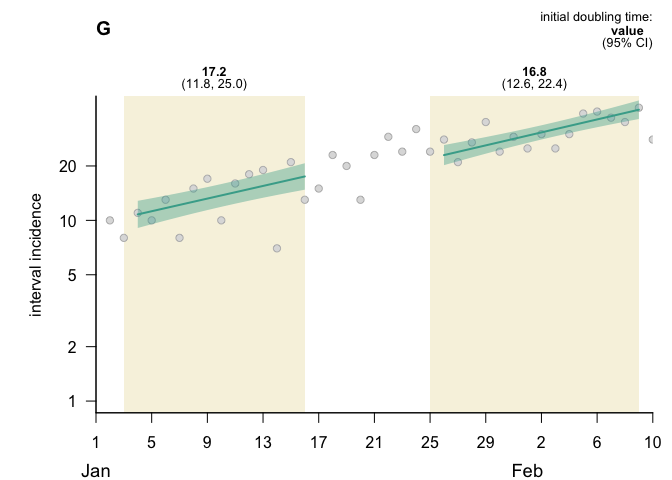 G
initial doubling time:
value
(95% CI)
17.2
(11.8, 25.0)
16.8
(12.6, 22.4)
interval incidence
20
10
5
2
1
1 5 9 13 17 21 25 29 2 6 10
Jan Feb